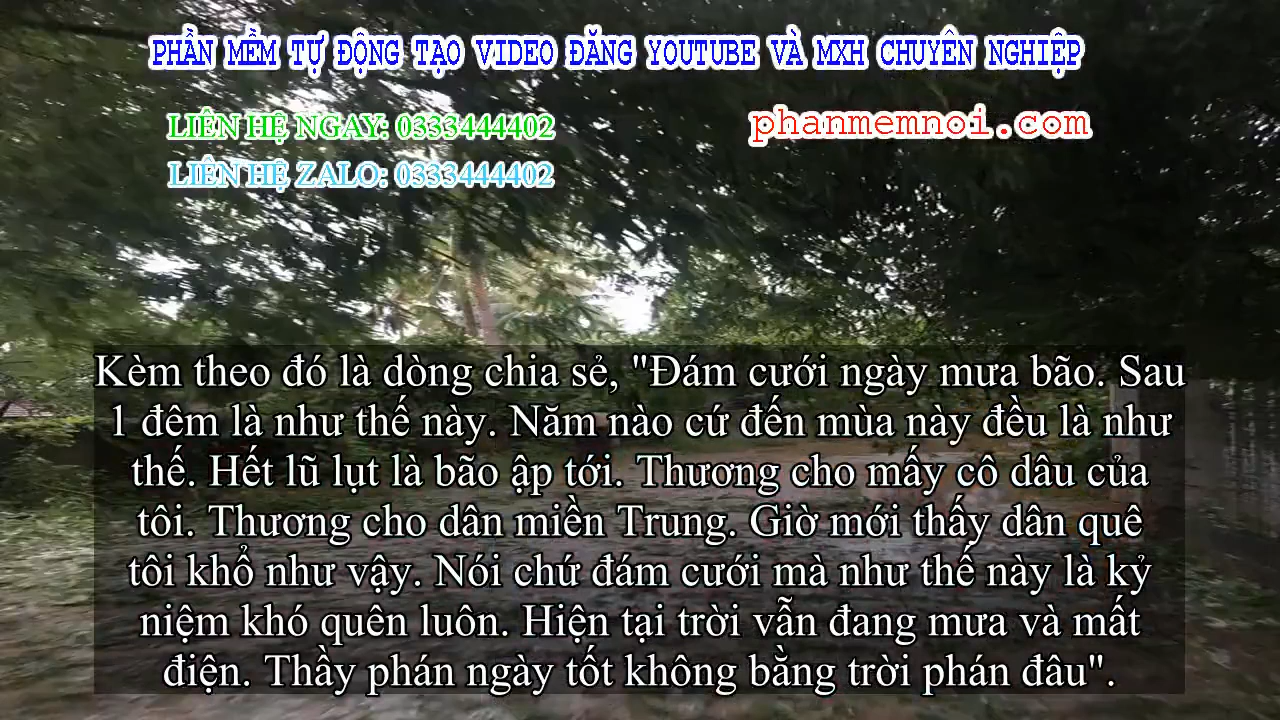 PHẦN MỀM TỰ ĐỘNG TẠO VIDEO ĐĂNG YOUTUBE VÀ MXH CHUYÊN NGHIỆP
LIÊN HỆ NGAY: 0333444402
phanmemnoi.com
LIÊN HỆ ZALO: 0333444402
Kèm theo đó là dòng chia sẻ, "Đám cưới ngày mưa bão. Sau
1 đêm là như thế này. Năm nào cứ đến mùa này đều là như
thế. Hết lũ lụt là bão ập tới. Thương cho mấy cô dâu của
tôi. Thương cho dân miền Trung. Giờ mới thấy dân quê
tôi khổ như vậy. Nói chứ đám cưới mà như thế này là kỷ
niệm khó quên luôn. Hiện tại trời vẫn đang mưa và mất
điện. Thầy phán ngày tốt không bằng trời phán đâu".